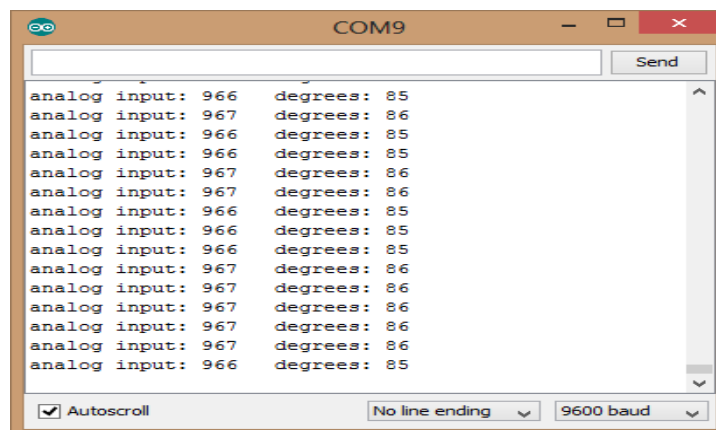 COM9
Send
analog input: 966 degrees: 85
analog input: 967 degrees: 86
analog input: 966 degrees: 85
analog input: 966 degrees: 85
analog input: 967 degrees: 86
analog input: 967 degrees: 86
analog input: 966 degrees: 85
analog input: 966 degrees: 85
analog input: 966 degrees: 85
analog input: 967 degrees: 86
analog input: 967 degrees: 86
analog input: 967 degrees: 86
analog input: 967 degrees: 86
analog input: 967 degrees: 86
analog input: 966 degrees: 85
Autoscroll No line ending 9600 baud